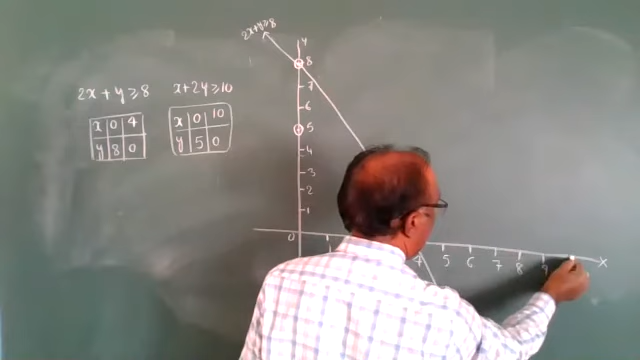 2x+y≥8
y
8
7
6
5
4
3
2
1
0
4 5 6 7 8 9
x
2x + y ≥ 8
x 0 4
y 8 0
x + 2y ≥ 10
x 0 10
y 5 0